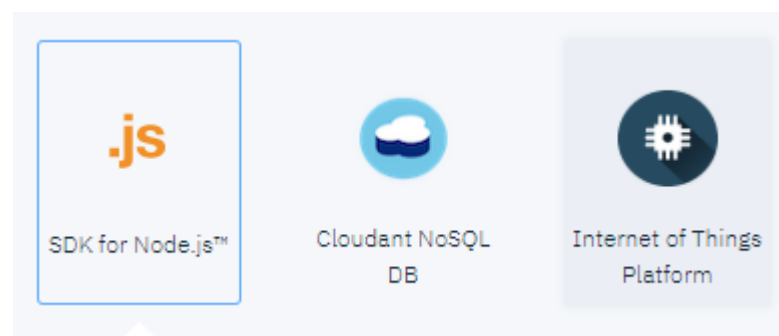 .js
SDK for Node.js™
Cloudant NoSQL
DB
Internet of Things
Platform